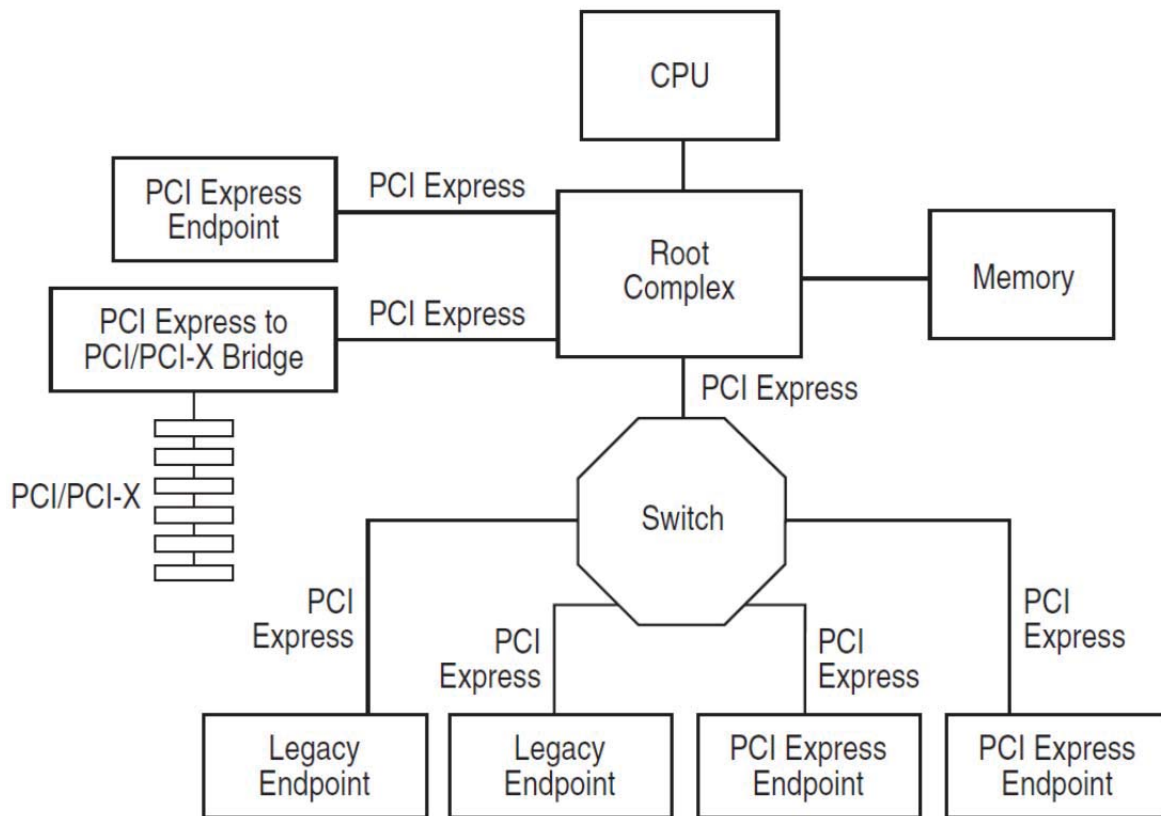 CPU
PCI Express
Endpoint
PCI Express
Root
Complex
Memory
PCI Express to
PCI/PCI-X Bridge
PCI Express
PCI Express
PCI/PCI-X
Switch
PCI
Express
PCI
Express
PCI
Express
PCI
Express
Legacy
Endpoint
Legacy
Endpoint
PCI Express
Endpoint
PCI Express
Endpoint